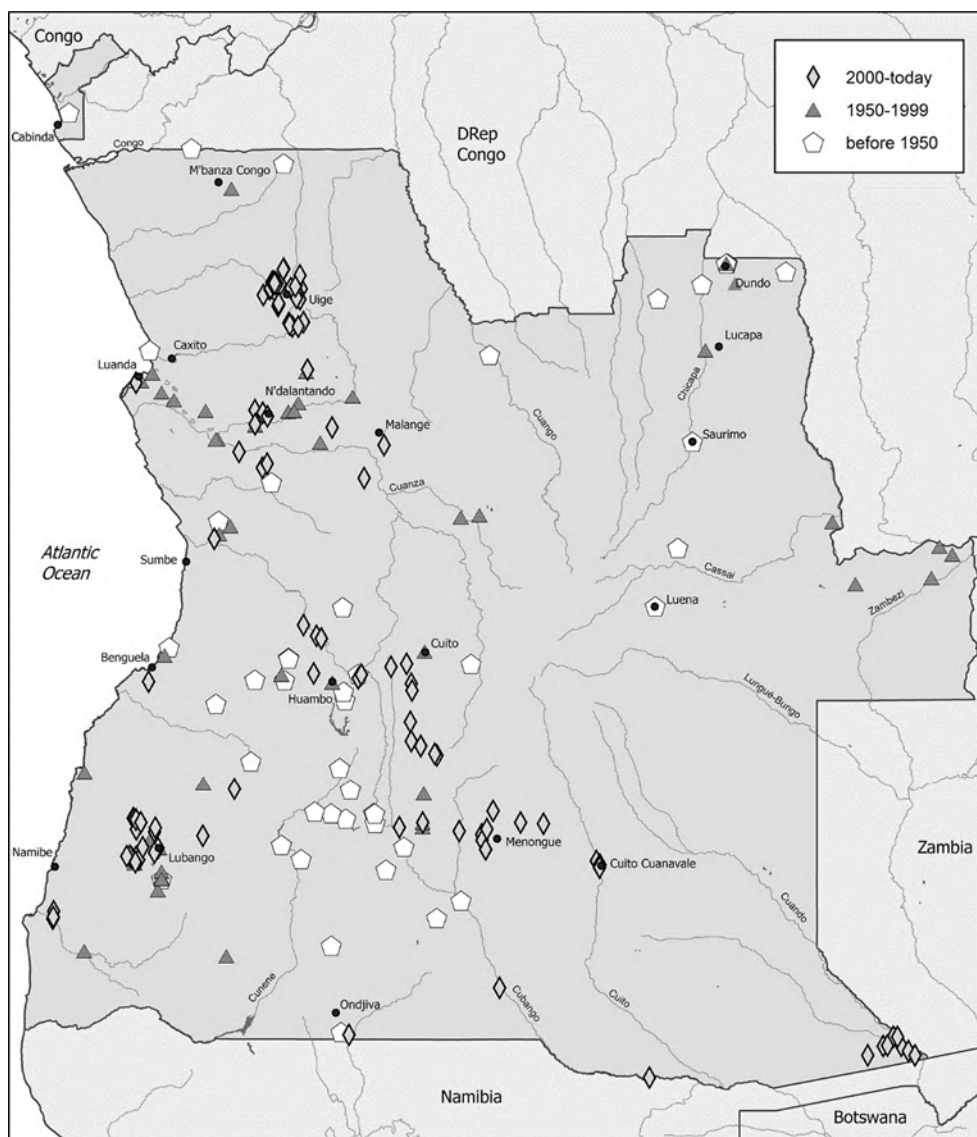 Congo
2000-today
1950-1999
before 1950
Cabinda
DRep
Congo
Congo
M'banza Congo
Dundo
Uige
Caxito
Lucapa
Luanda
Chicapa
N'dalantando
Cuango
Malange
Saurimo
Cuanza
Atlantic
Ocean
Sumbe
Cassai
Zambezi
Luena
Cuito
Benguela
Lungué-Bungo
Huambo
Menongue
Zambia
Lubango
Namibe
Cuito Cuanavale
Cuando
Cunene
Cubango
Cuito
Ondjiva
Namibia
Botswana